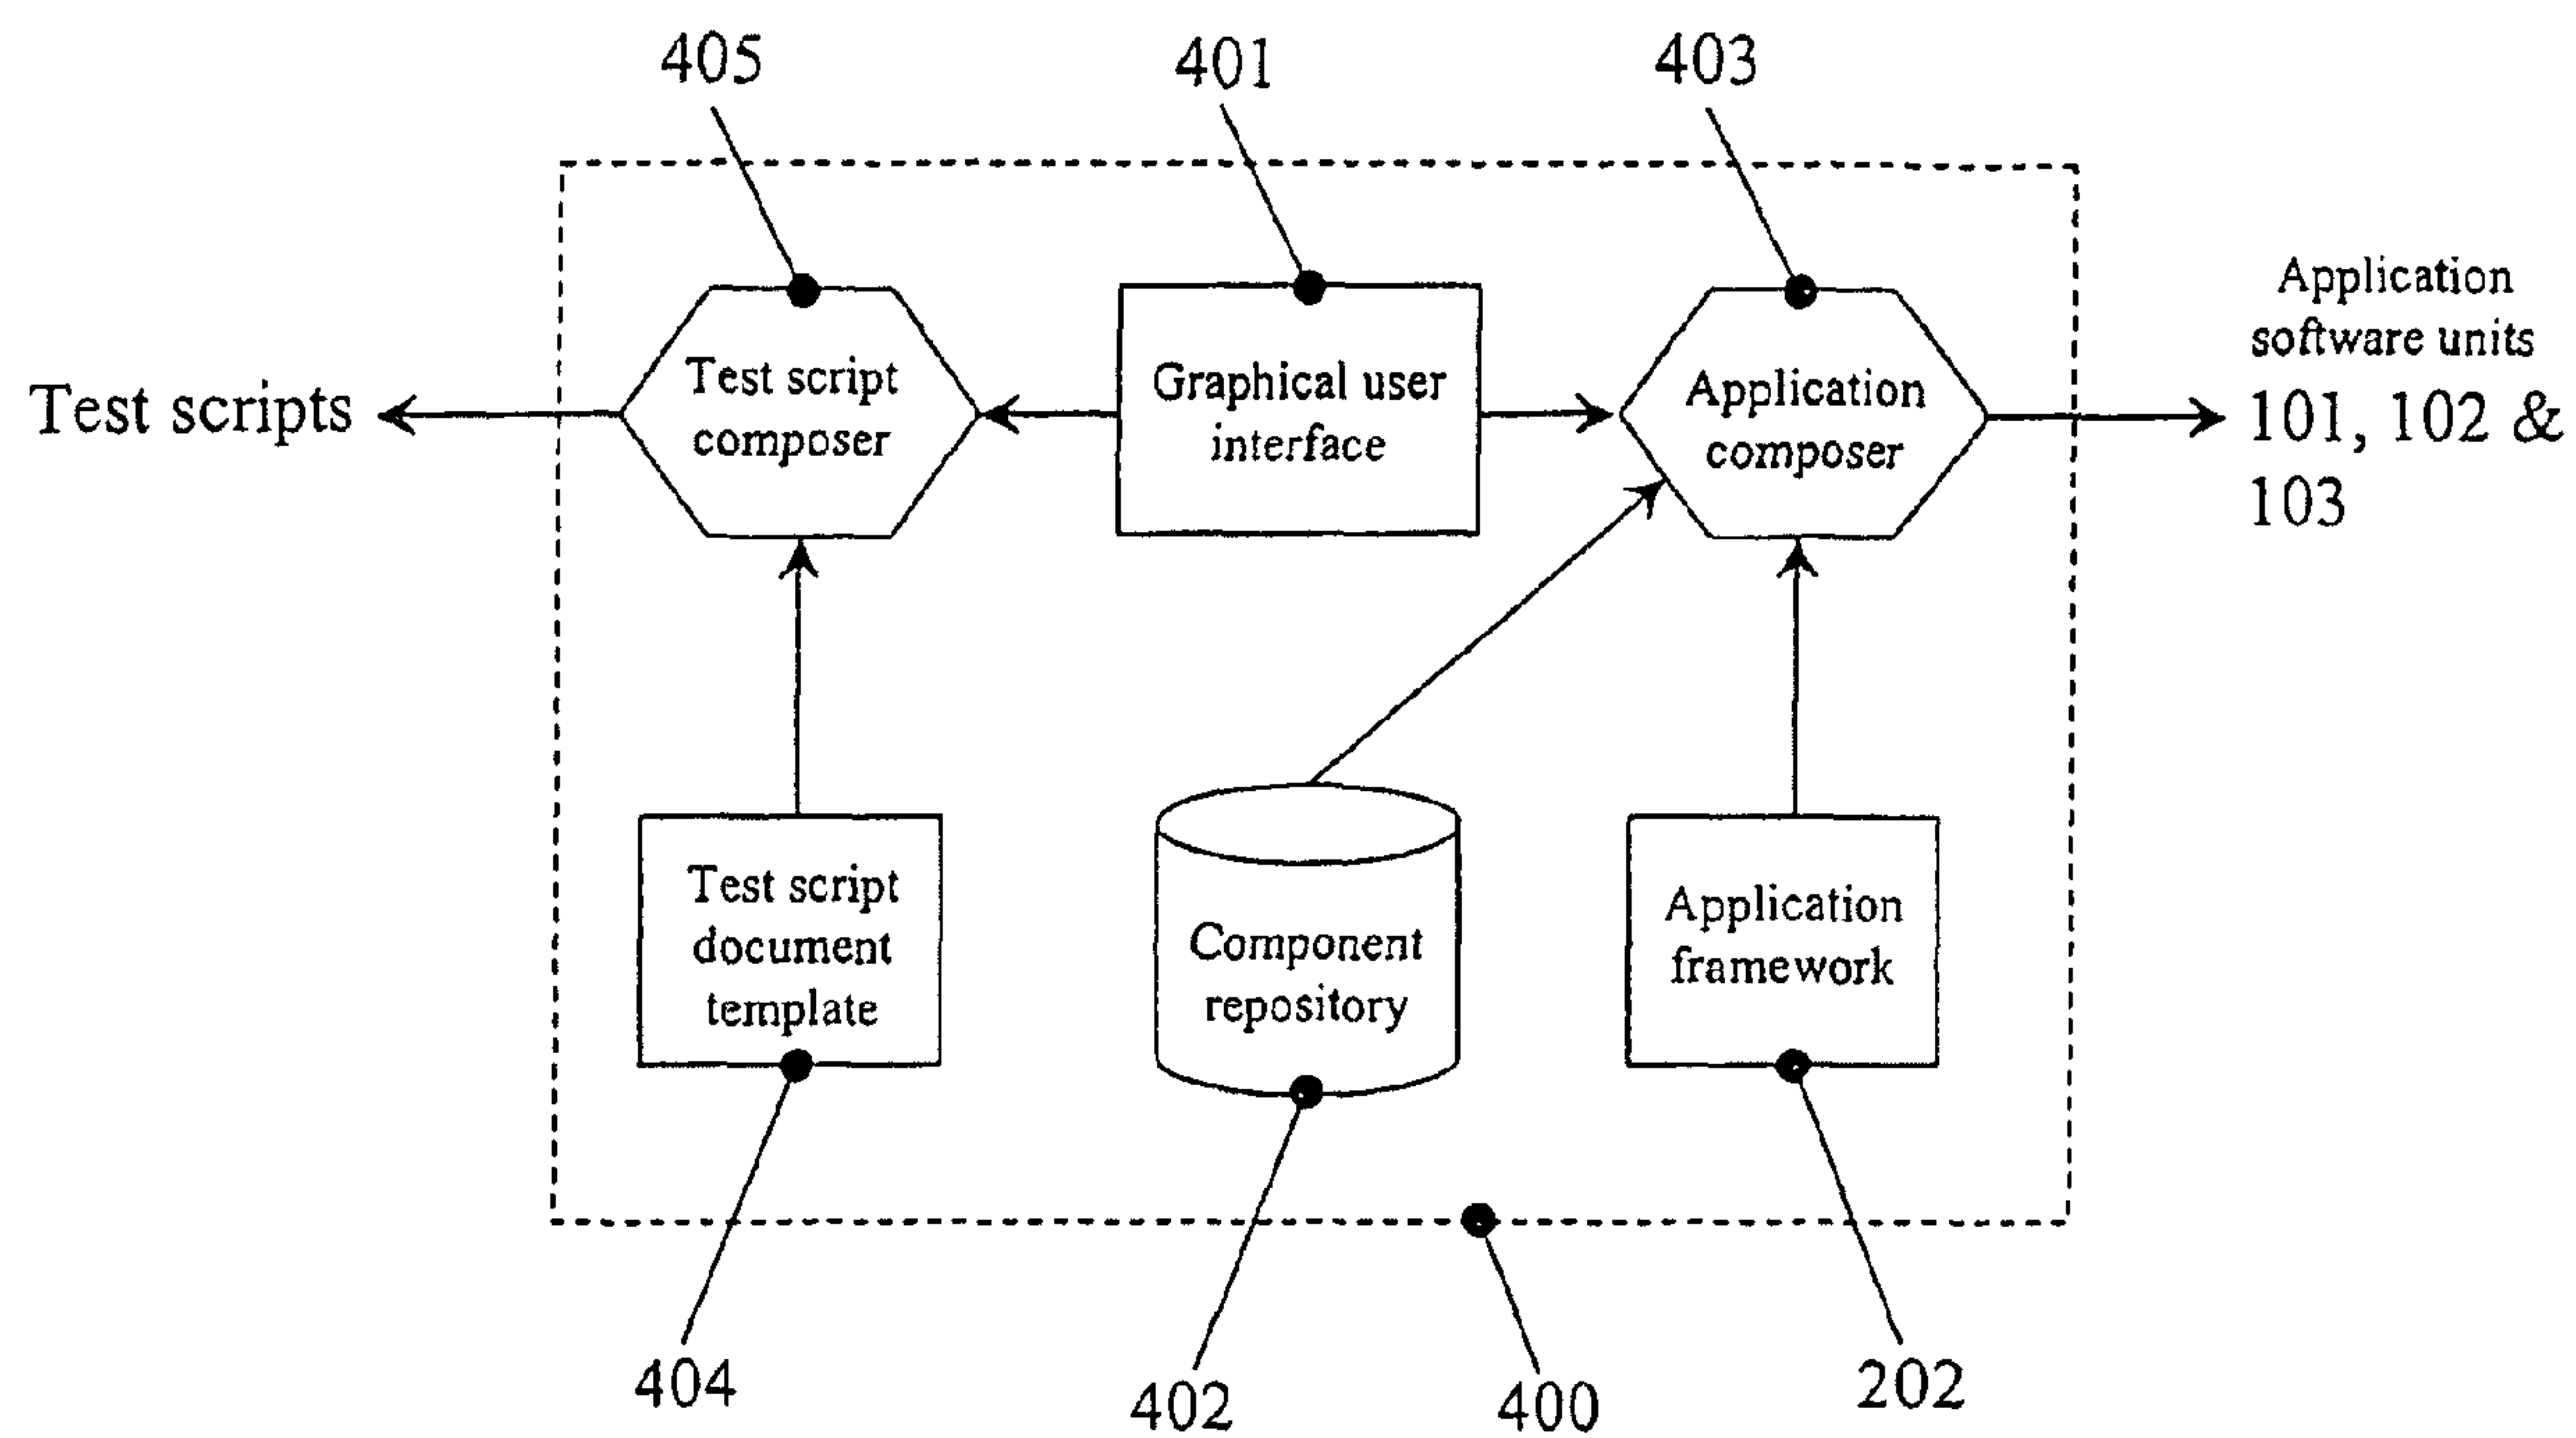 405
401
403
Test scripts
Test script
composer
Graphical user
interface
Application
composer
Application
software units
101, 102 &
103
Test script
document
template
Component
repository
Application
framework
404
402
400
202